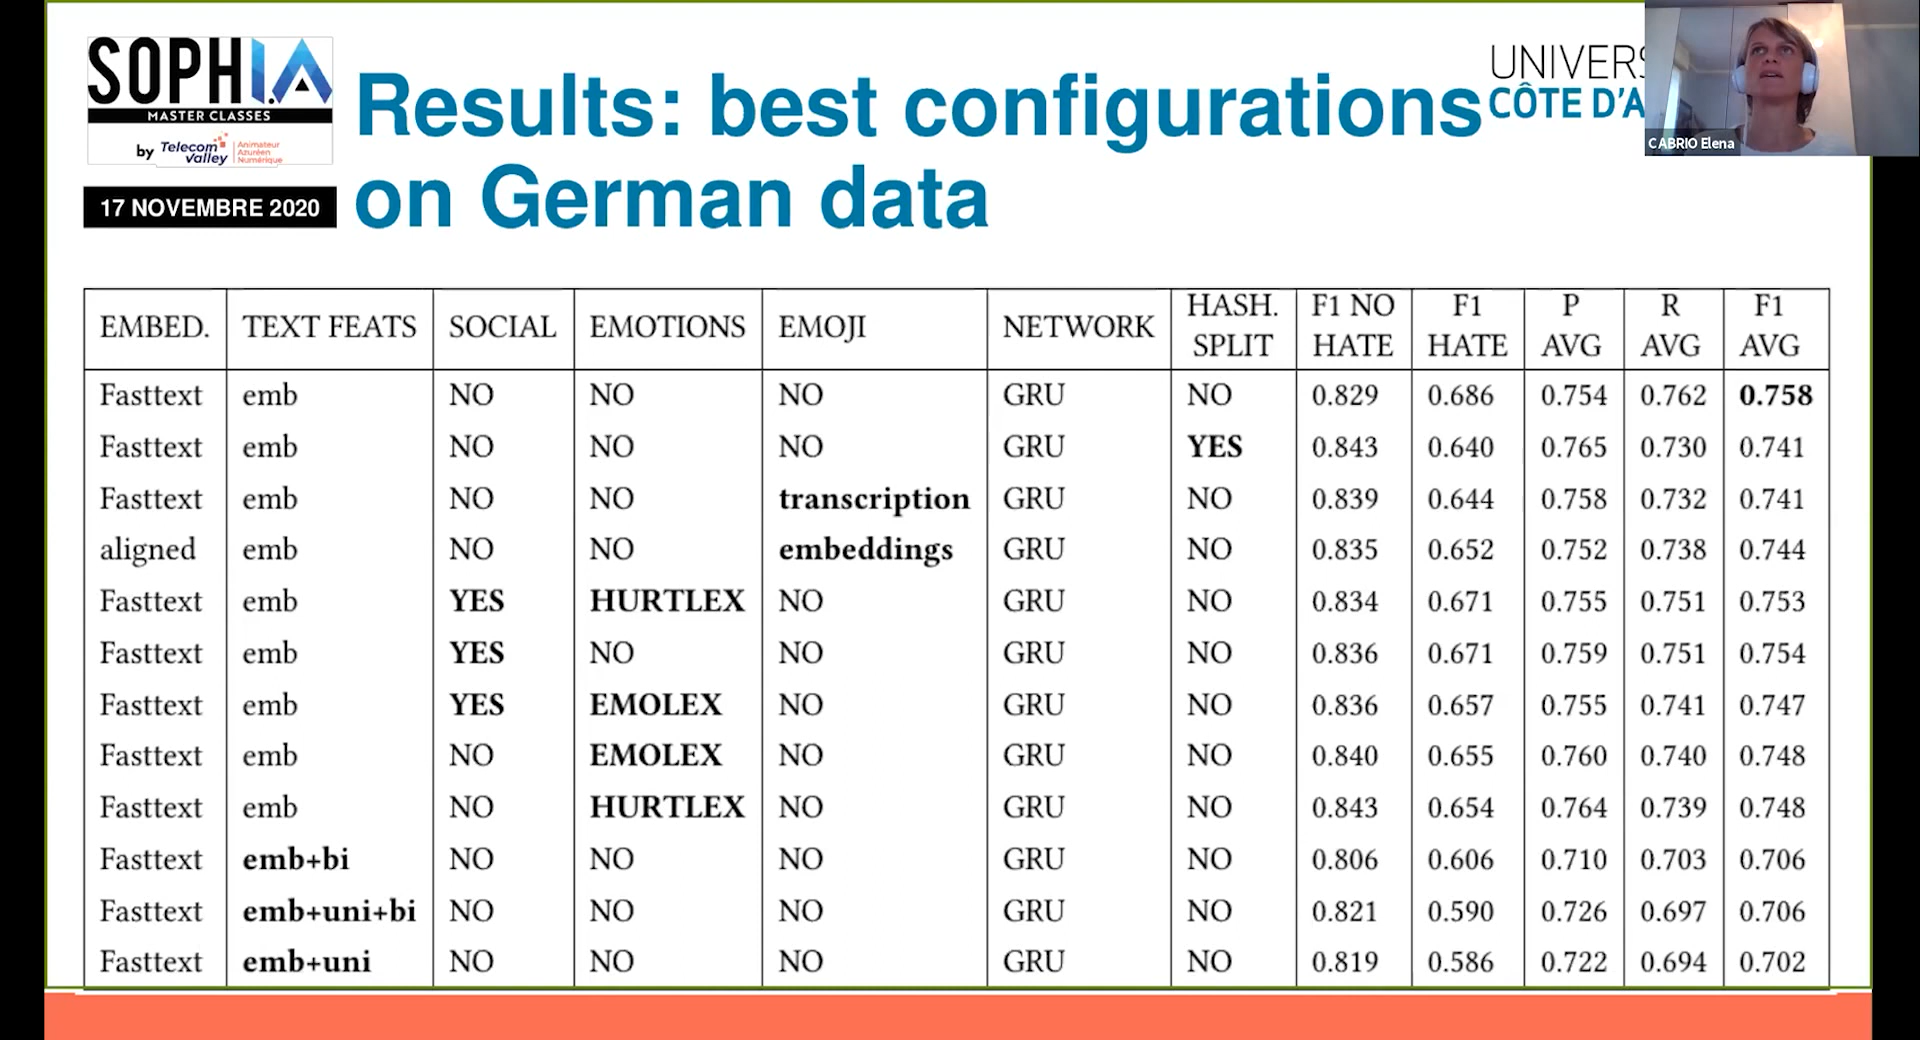 SOPHI.A
MASTER CLASSES
by Telecom Valley
Animateur
Azuréen
Numérique
17 NOVEMBRE 2020
Results: best configurations
on German data
CÔTE
CABRIO Elena
EMBED. TEXT FEATS SOCIAL EMOTIONS EMOJI NETWORK HASH. SPLIT F1 NO HATE F1 HATE P AVG R AVG F1 AVG
Fasttext emb NO NO NO GRU NO 0.829 0.686 0.754 0.762 0.758
Fasttext emb NO NO NO GRU YES 0.843 0.640 0.765 0.730 0.741
Fasttext emb NO NO transcription GRU NO 0.839 0.644 0.758 0.732 0.741
aligned emb NO NO embeddings GRU NO 0.835 0.652 0.752 0.738 0.744
Fasttext emb YES HURTLEX NO GRU NO 0.834 0.671 0.755 0.751 0.753
Fasttext emb YES NO NO GRU NO 0.836 0.671 0.759 0.751 0.754
Fasttext emb YES EMOLEX NO GRU NO 0.836 0.657 0.755 0.741 0.747
Fasttext emb NO EMOLEX NO GRU NO 0.840 0.655 0.760 0.740 0.748
Fasttext emb NO HURTLEX NO GRU NO 0.843 0.654 0.764 0.739 0.748
Fasttext emb+bi NO NO NO GRU NO 0.806 0.606 0.710 0.703 0.706
Fasttext emb+uni+bi NO NO NO GRU NO 0.821 0.590 0.726 0.697 0.706
Fasttext emb+uni NO NO NO GRU NO 0.819 0.586 0.722 0.694 0.702